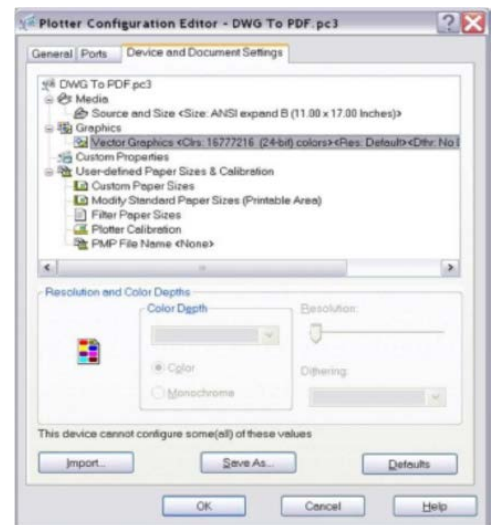 Plotter Configuration Editor - DWG To PDF.pc3
General Ports Device and Document Settings
DWG To PDF.pc3
Media
Source and Size <Size: ANSI expand B (11.00 x 17.00 Inches)>
Graphics
Vector Graphics <Clrs: 16777216 (24-bit) colors><Res: Default><Dthr: No
Custom Properties
User-defined Paper Sizes & Calibration
Custom Paper Sizes
Modify Standard Paper Sizes (Printable Area)
Filter Paper Sizes
Plotter Calibration
PMP File Name <None>
Resolution and Color Depths
Color Depth
Resolution:
Color
Monochrome
Dithering:
This device cannot configure some(all) of these values
Import... Save As... Defaults
OK Cancel Help